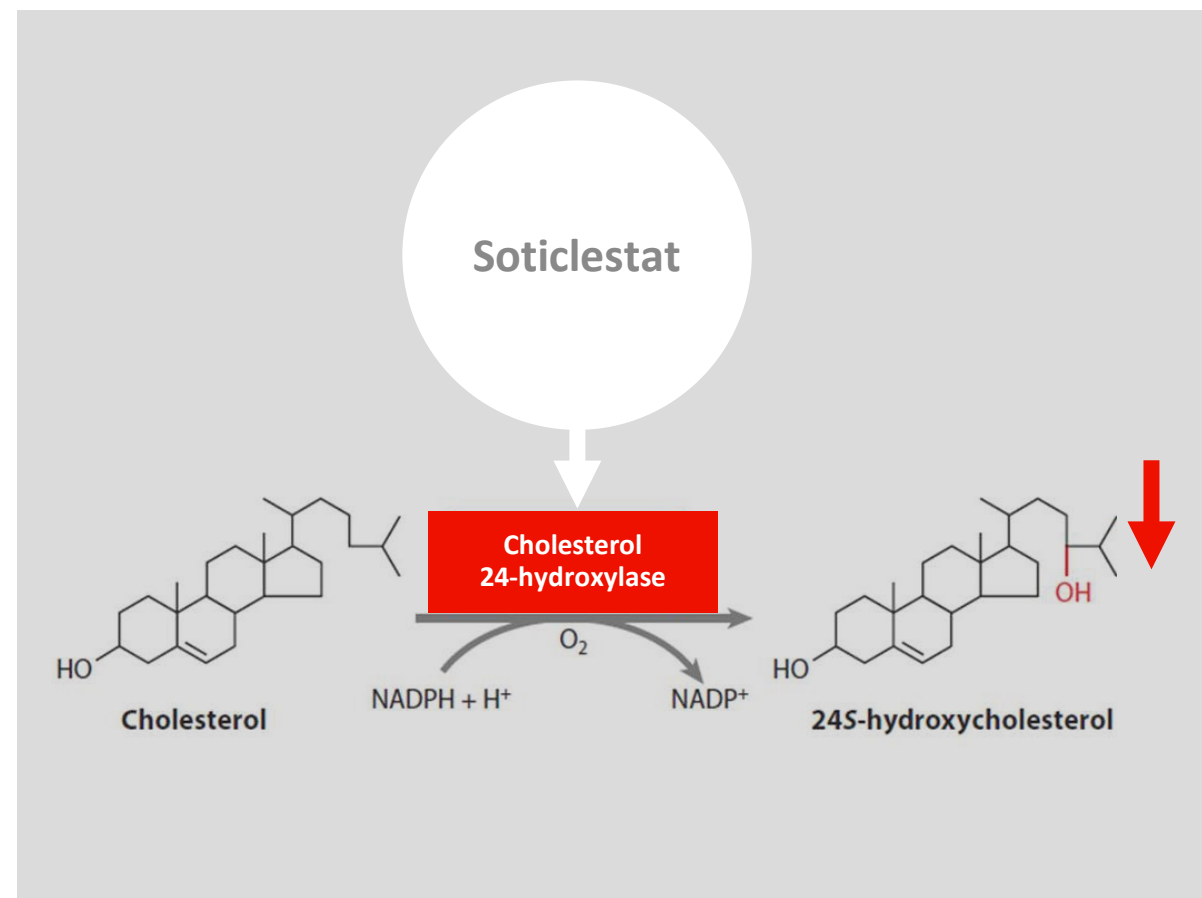 Soticlestat
Cholesterol
24-hydroxylase
O₂
OH
HO
HO
NADPH + H⁺
NADP⁺
Cholesterol
24S-hydroxycholesterol